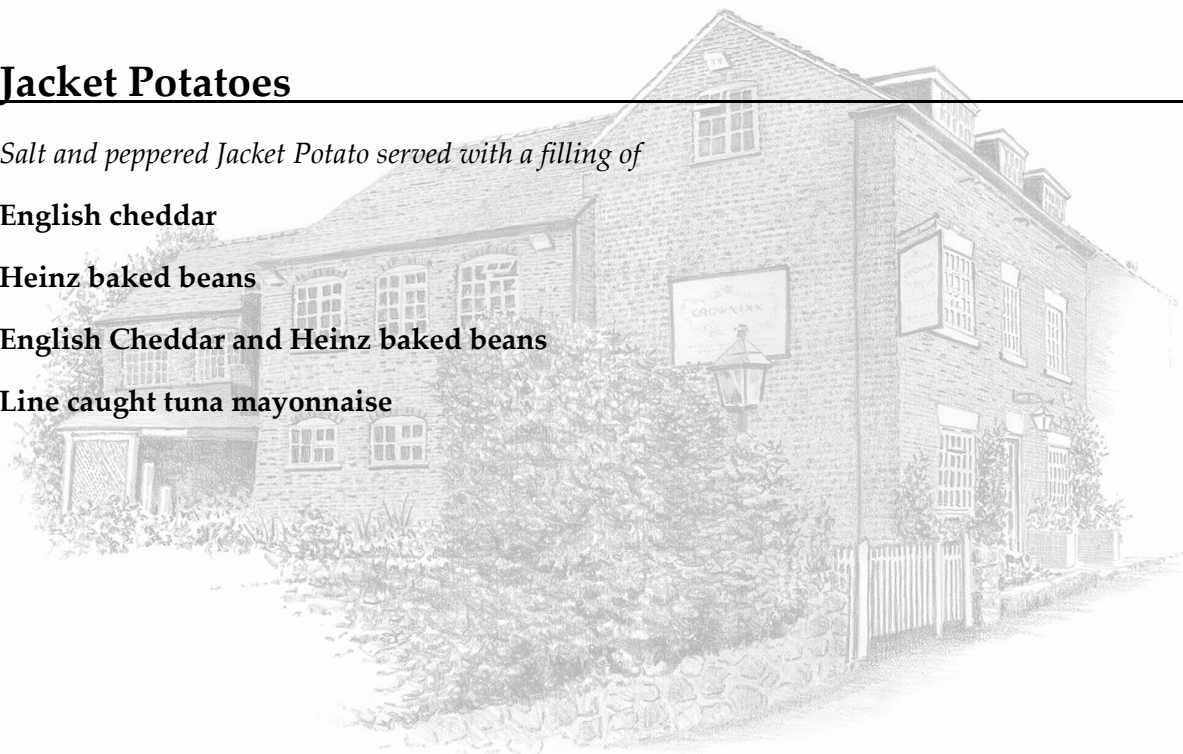 Jacket Potatoes
Salt and peppered Jacket Potato served with a filling of
English cheddar
Heinz baked beans
English Cheddar and Heinz baked beans
Line caught tuna mayonnaise
CROWN INN